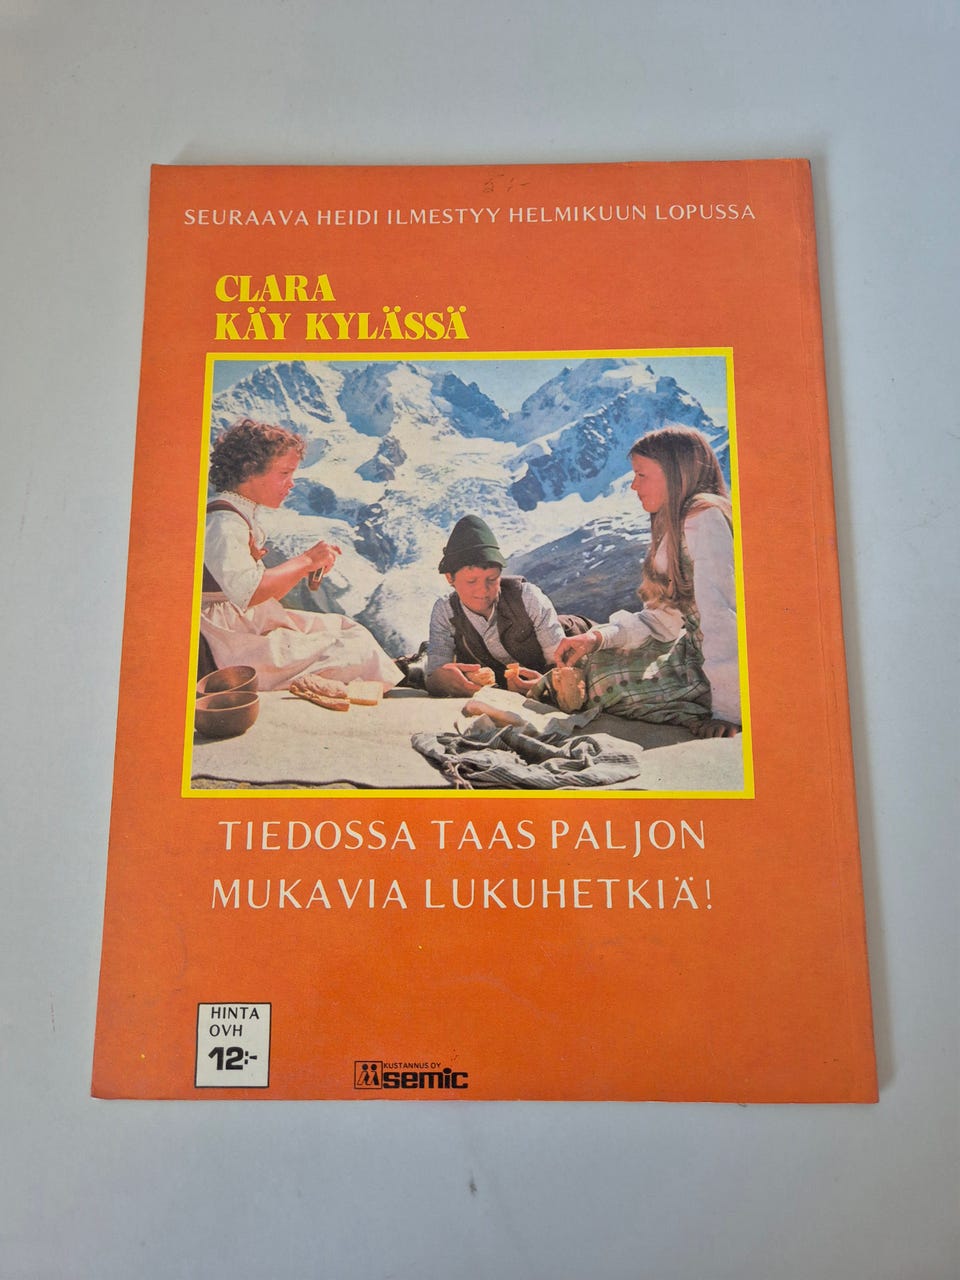 5:-
SEURAAVA HEIDI ILMESTYY HELMIKUUN LOPUSSA
CLARA
KÄY KYLÄSSÄ
TIEDOSSA TAAS PALJON
MUKAVIA LUKUHETKIÄ!
HINTA
OVH
12:-
KUSTANNUS OY
semic